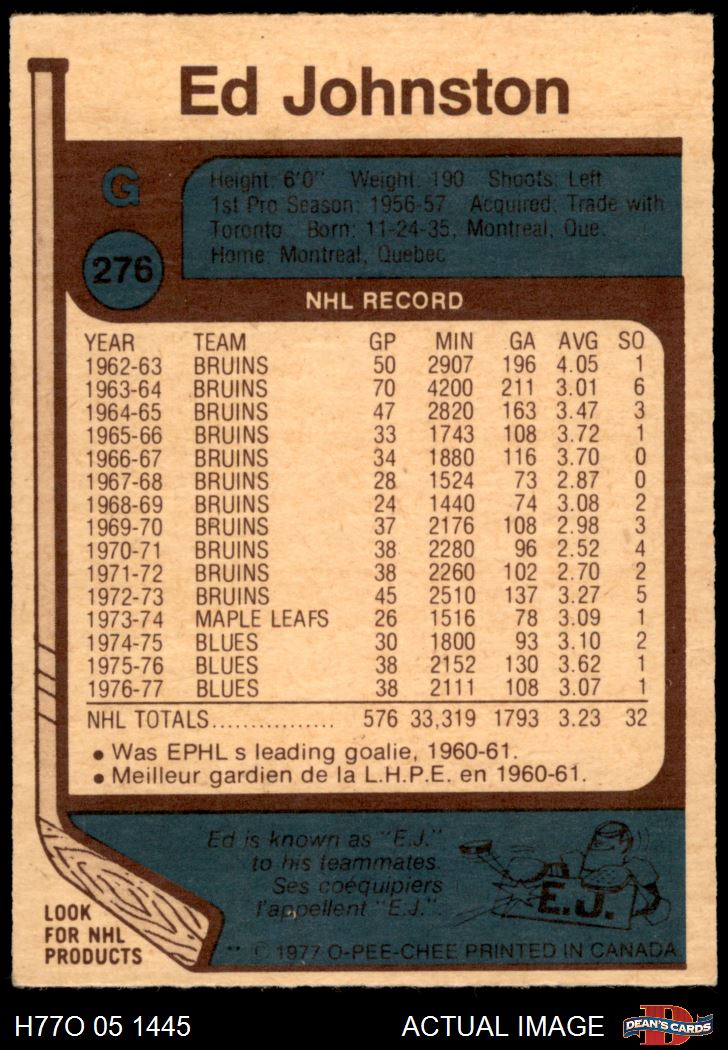 Ed Johnston
G
276
Height: 6'0" Weight: 190 Shoots: Left
1st Pro Season: 1956-57 Acquired: Trade with
Toronto Born: 11-24-35, Montreal, Que.
Home: Montreal, Quebec
NHL RECORD
YEAR TEAM GP MIN GA AVG SO
1962-63 BRUINS 50 2907 196 4.05 1
1963-64 BRUINS 70 4200 211 3.01 6
1964-65 BRUINS 47 2820 163 3.47 3
1965-66 BRUINS 33 1743 108 3.72 1
1966-67 BRUINS 34 1880 116 3.70 0
1967-68 BRUINS 28 1524 73 2.87 0
1968-69 BRUINS 24 1440 74 3.08 2
1969-70 BRUINS 37 2176 108 2.98 3
1970-71 BRUINS 38 2280 96 2.52 4
1971-72 BRUINS 38 2260 102 2.70 2
1972-73 BRUINS 45 2510 137 3.27 5
1973-74 MAPLE LEAFS 26 1516 78 3.09 1
1974-75 BLUES 30 1800 93 3.10 2
1975-76 BLUES 38 2152 130 3.62 1
1976-77 BLUES 38 2111 108 3.07 1
NHL TOTALS................ 576 33,319 1793 3.23 32
• Was EPHL s leading goalie, 1960-61.
• Meilleur gardien de la L.H.P.E. en 1960-61.
Ed is known as "E.J."
to his teammates.
Ses coéquipiers
l'appellent "E.J.".
E.J.
LOOK
FOR NHL
PRODUCTS
** © 1977 O-PEE-CHEE PRINTED IN CANADA
H77O 05 1445 ACTUAL IMAGE
D
DEAN'S CARDS